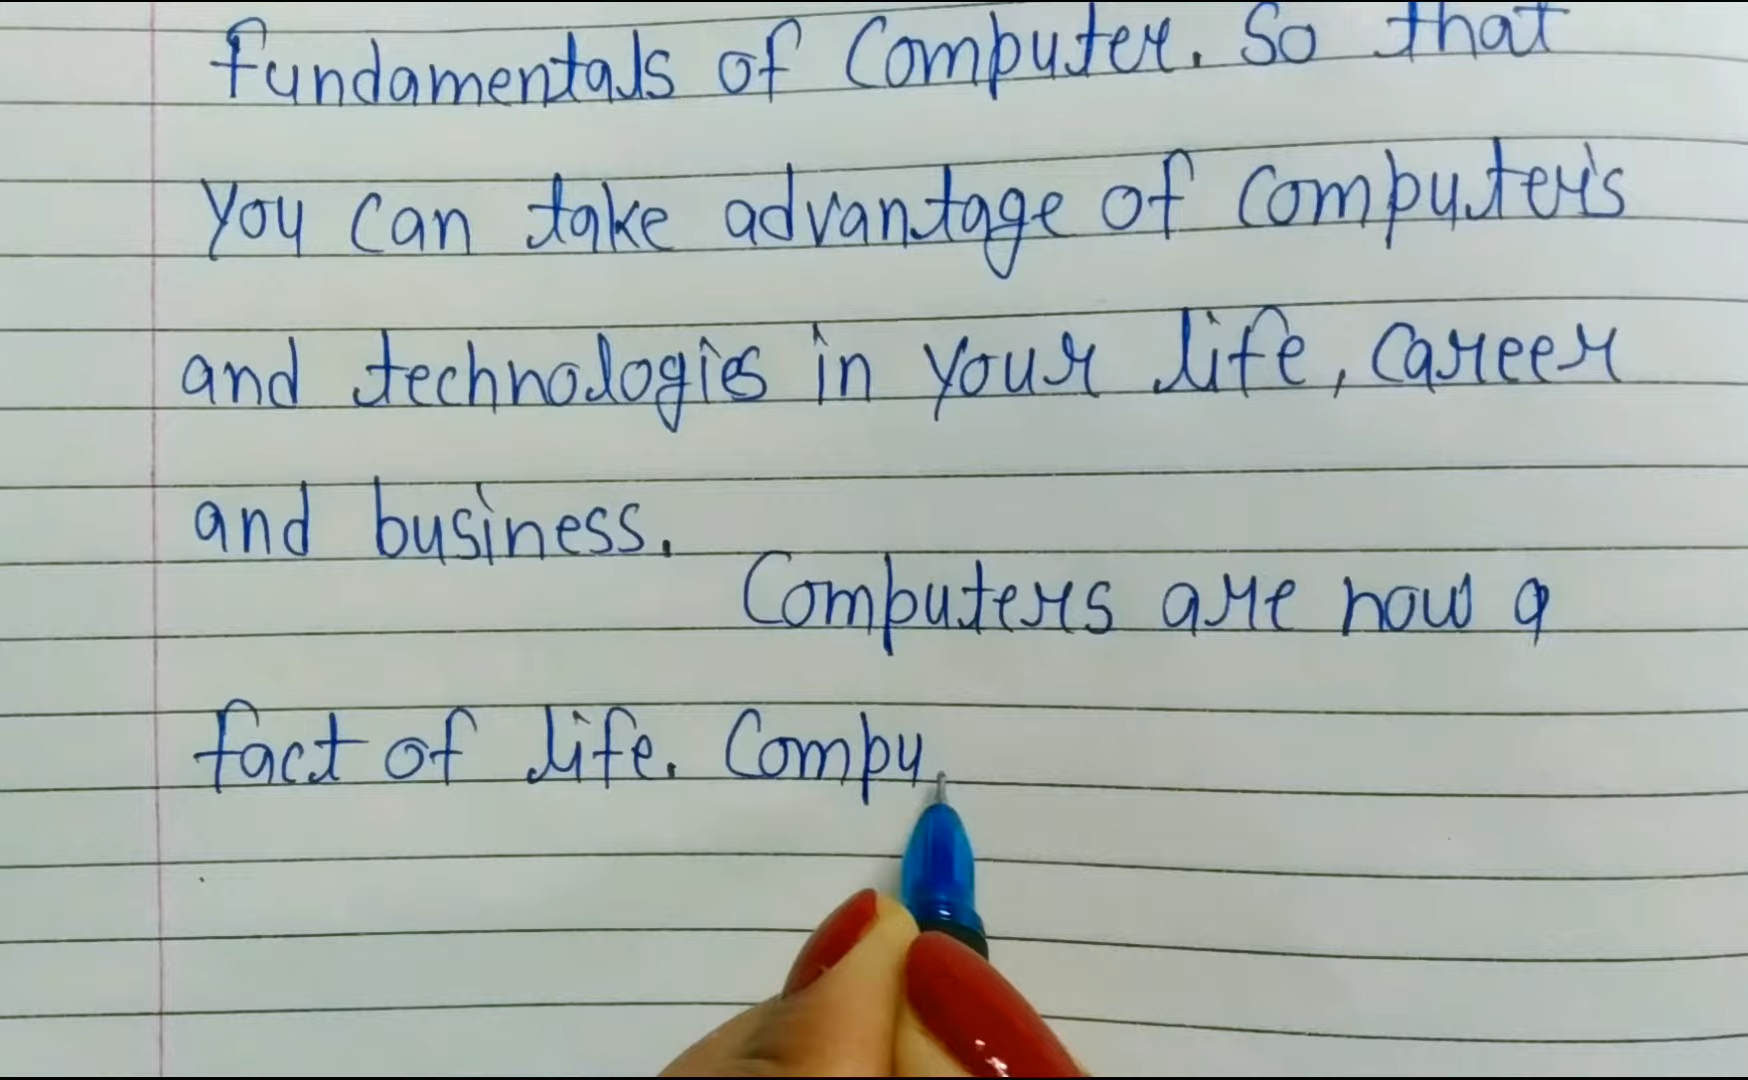 fundamentals of Computer. So that
you can take advantage of computer's
and technologies in your life, career
and business.
Computers are now a
fact of life. Compu